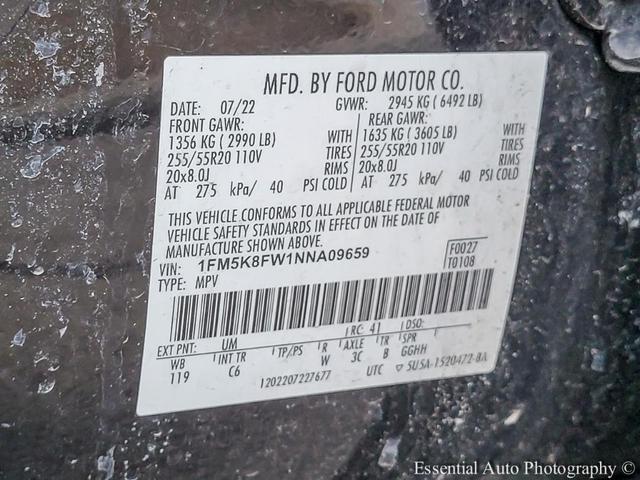 MFD. BY FORD MOTOR CO.
DATE: 07/22 GVWR: 2945 KG ( 6492 LB)
FRONT GAWR: REAR GAWR:
1356 KG ( 2990 LB) WITH 1635 KG ( 3605 LB) WITH
255/55R20 110V TIRES 255/55R20 110V TIRES
20x8.0J RIMS 20x8.0J RIMS
AT 275 kPa/ 40 PSI COLD AT 275 kPa/ 40 PSI COLD
THIS VEHICLE CONFORMS TO ALL APPLICABLE FEDERAL MOTOR
VEHICLE SAFETY STANDARDS IN EFFECT ON THE DATE OF
MANUFACTURE SHOWN ABOVE.
VIN: 1FM5K8FW1NNA09659 F0027
TYPE: MPV T0108
EXT PNT: UM RC: 41 DSO:
WB INT TR TP/PS R AXLE TR SPR
119 C6 W 3C B GGHH
1202207227677 UTC ▽ 5U5A-1520472-BA
Essential Auto Photography ©